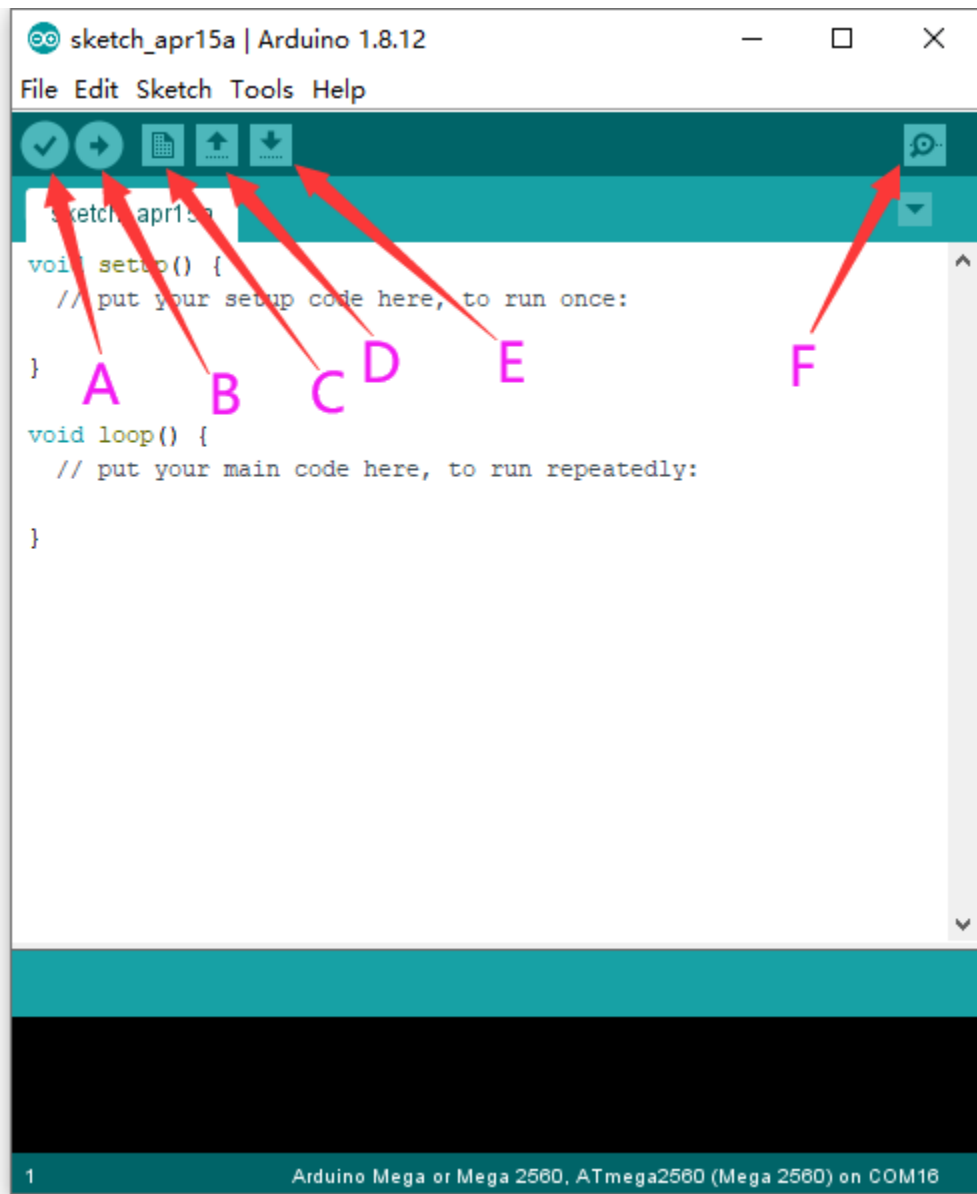 sketch_apr15a | Arduino 1.8.12
File Edit Sketch Tools Help
sketch_apr15a
void setup() {
// put your setup code here, to run once:
}
A
B
C
D
E
F
void loop() {
// put your main code here, to run repeatedly:
}
1
Arduino Mega or Mega 2560, ATmega2560 (Mega 2560) on COM16